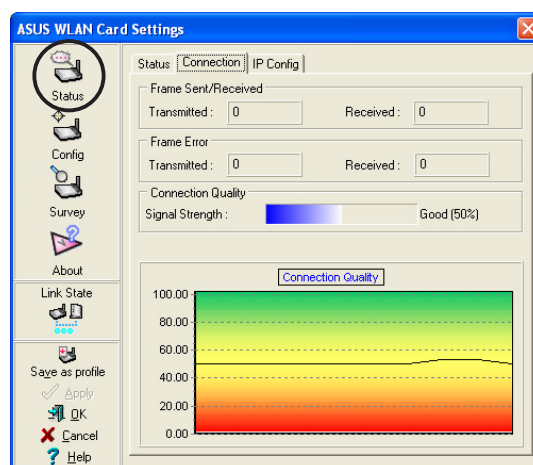 ASUS WLAN Card Settings
Status
Config
Survey
About
Link State
Save as profile
Apply
OK
Cancel
Help
Status Connection IP Config
Frame Sent/Received
Transmitted : 0 Received : 0
Frame Error
Transmitted : 0 Received : 0
Connection Quality
Signal Strength : Good (50%)
Connection Quality
100.00
80.00
60.00
40.00
20.00
0.00